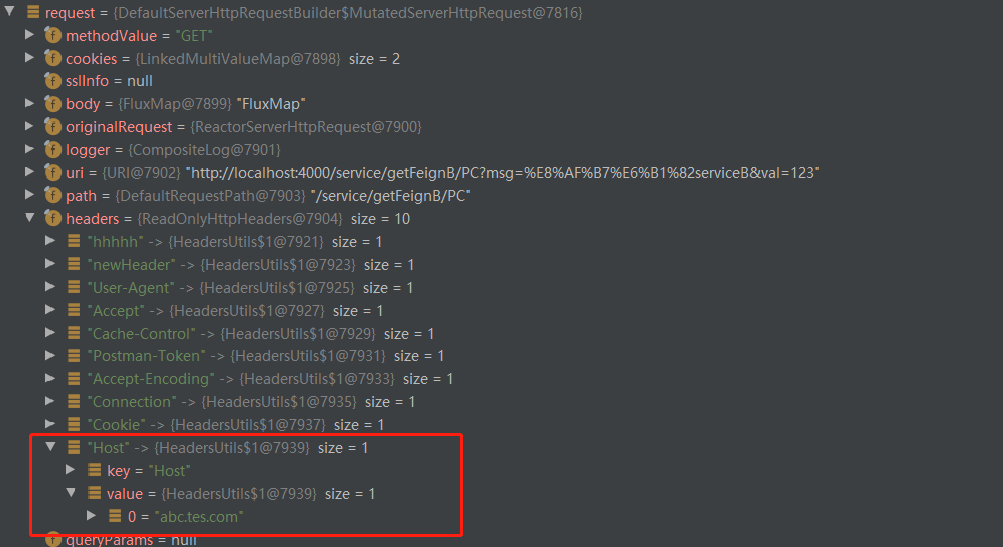 request = {DefaultServerHttpRequestBuilder$MutatedServerHttpRequest@7816}
f methodValue = "GET"
f cookies = {LinkedMultiValueMap@7898} size = 2
f sslInfo = null
f body = {FluxMap@7899} "FluxMap"
f originalRequest = {ReactorServerHttpRequest@7900}
f logger = {CompositeLog@7901}
f uri = {URI@7902} "http://localhost:4000/service/getFeignB/PC?msg=%E8%AF%B7%E6%B1%82serviceB&val=123"
f path = {DefaultRequestPath@7903} "/service/getFeignB/PC"
f headers = {ReadOnlyHttpHeaders@7904} size = 10
"hhhhh" -> {HeadersUtils$1@7921} size = 1
"newHeader" -> {HeadersUtils$1@7923} size = 1
"User-Agent" -> {HeadersUtils$1@7925} size = 1
"Accept" -> {HeadersUtils$1@7927} size = 1
"Cache-Control" -> {HeadersUtils$1@7929} size = 1
"Postman-Token" -> {HeadersUtils$1@7931} size = 1
"Accept-Encoding" -> {HeadersUtils$1@7933} size = 1
"Connection" -> {HeadersUtils$1@7935} size = 1
"Cookie" -> {HeadersUtils$1@7937} size = 1
"Host" -> {HeadersUtils$1@7939} size = 1
key = "Host"
value = {HeadersUtils$1@7939} size = 1
0 = "abc.tes.com"
f queryParams = null